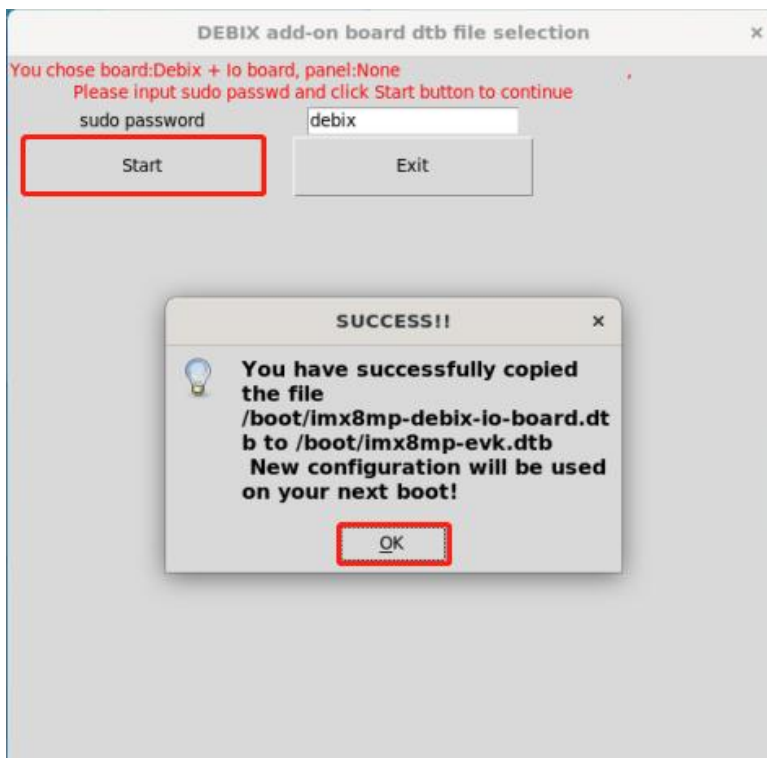 DEBIX add-on board dtb file selection ×
You chose board:Debix + Io board, panel:None ,
Please input sudo passwd and click Start button to continue
sudo password debix
Start Exit
SUCCESS!! ×
You have successfully copied
the file
/boot/imx8mp-debix-io-board.dt
b to /boot/imx8mp-evk.dtb
New configuration will be used
on your next boot!
OK